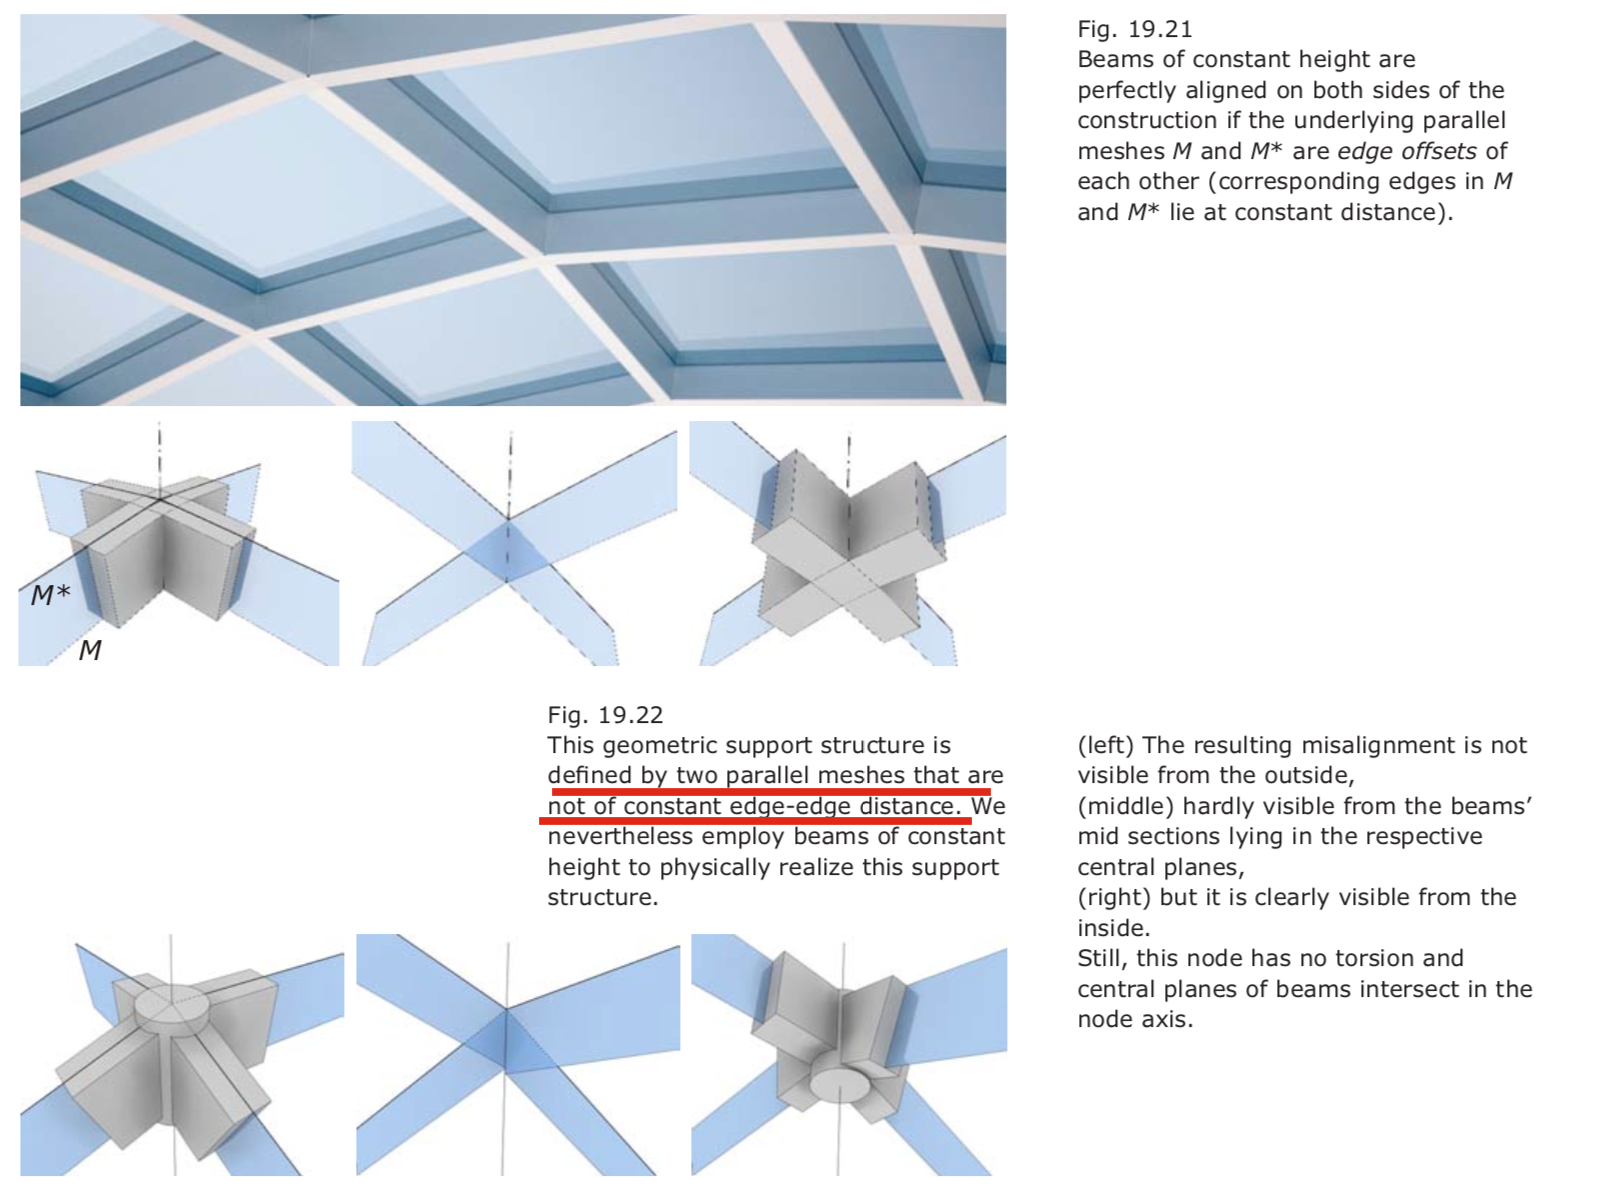 Fig. 19.21
Beams of constant height are
perfectly aligned on both sides of the
construction if the underlying parallel
meshes M and M* are edge offsets of
each other (corresponding edges in M
and M* lie at constant distance).
M*
M
Fig. 19.22
This geometric support structure is
defined by two parallel meshes that are
not of constant edge-edge distance. We
nevertheless employ beams of constant
height to physically realize this support
structure.
(left) The resulting misalignment is not
visible from the outside,
(middle) hardly visible from the beams’
mid sections lying in the respective
central planes,
(right) but it is clearly visible from the
inside.
Still, this node has no torsion and
central planes of beams intersect in the
node axis.